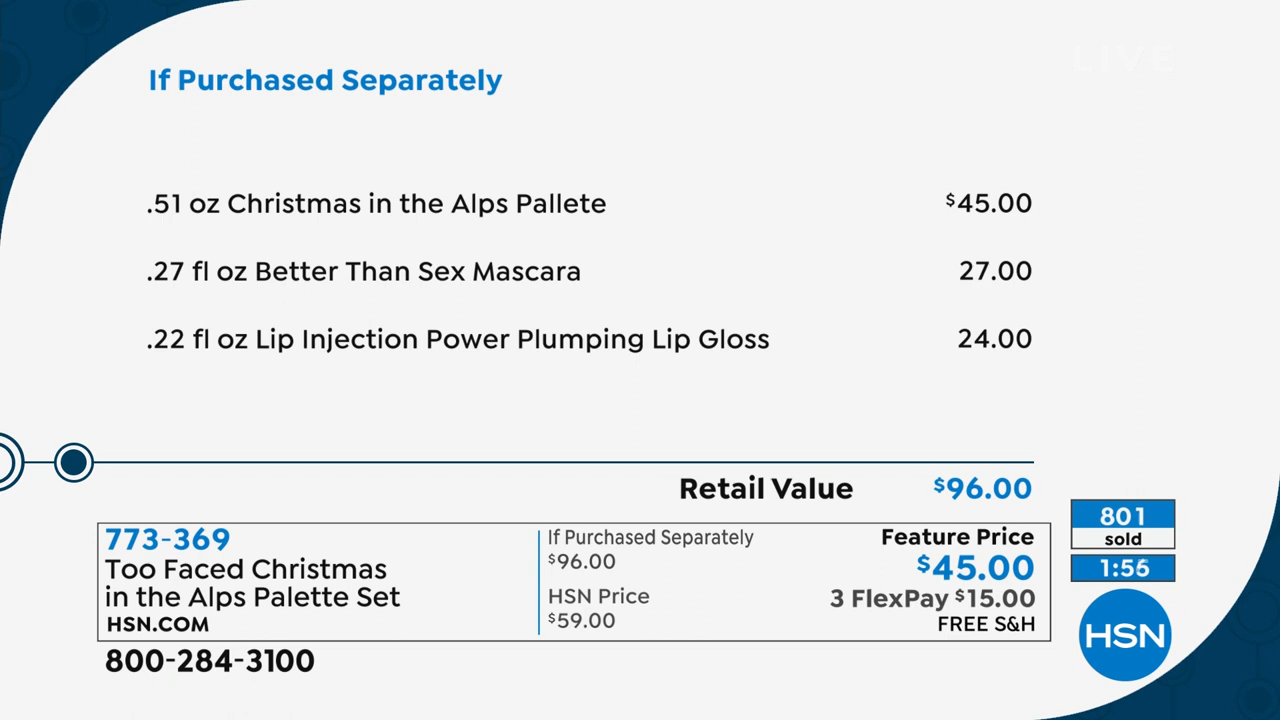 LIVE
If Purchased Separately
.51 oz Christmas in the Alps Pallete $45.00
.27 fl oz Better Than Sex Mascara 27.00
.22 fl oz Lip Injection Power Plumping Lip Gloss 24.00
Retail Value $96.00
773-369
Too Faced Christmas
in the Alps Palette Set
HSN.COM
If Purchased Separately
$96.00
HSN Price
$59.00
Feature Price
$45.00
3 FlexPay $15.00
FREE S&H
801
sold
1:56
HSN
800-284-3100